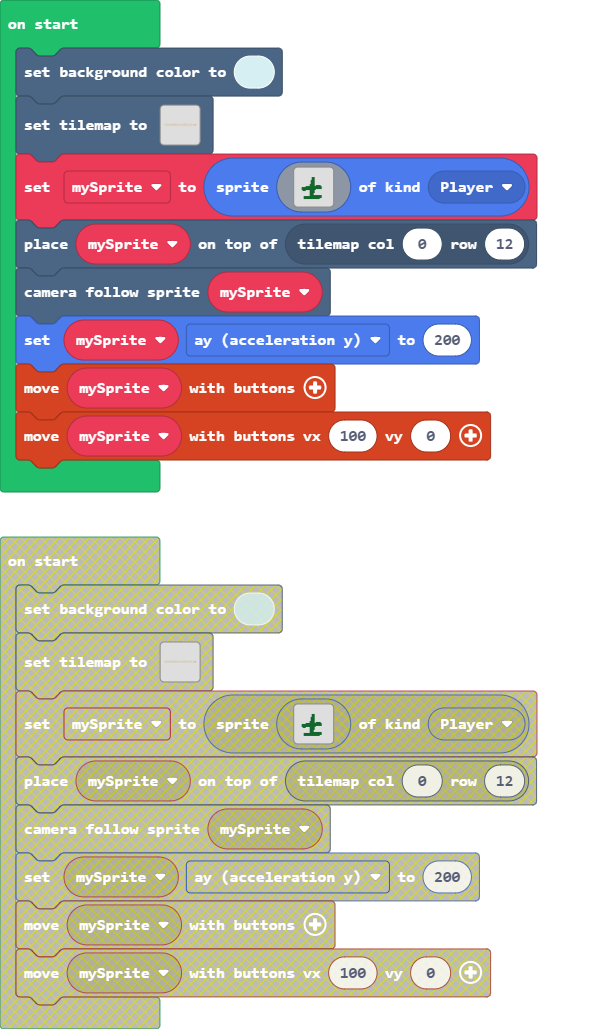 on start
set background color to
set tilemap to
set mySprite to sprite of kind Player
place mySprite on top of tilemap col 0 row 12
camera follow sprite mySprite
set mySprite ay (acceleration y) to 200
move mySprite with buttons
move mySprite with buttons vx 100 vy 0
on start
set background color to
set tilemap to
set mySprite to sprite of kind Player
place mySprite on top of tilemap col 0 row 12
camera follow sprite mySprite
set mySprite ay (acceleration y) to 200
move mySprite with buttons
move mySprite with buttons vx 100 vy 0